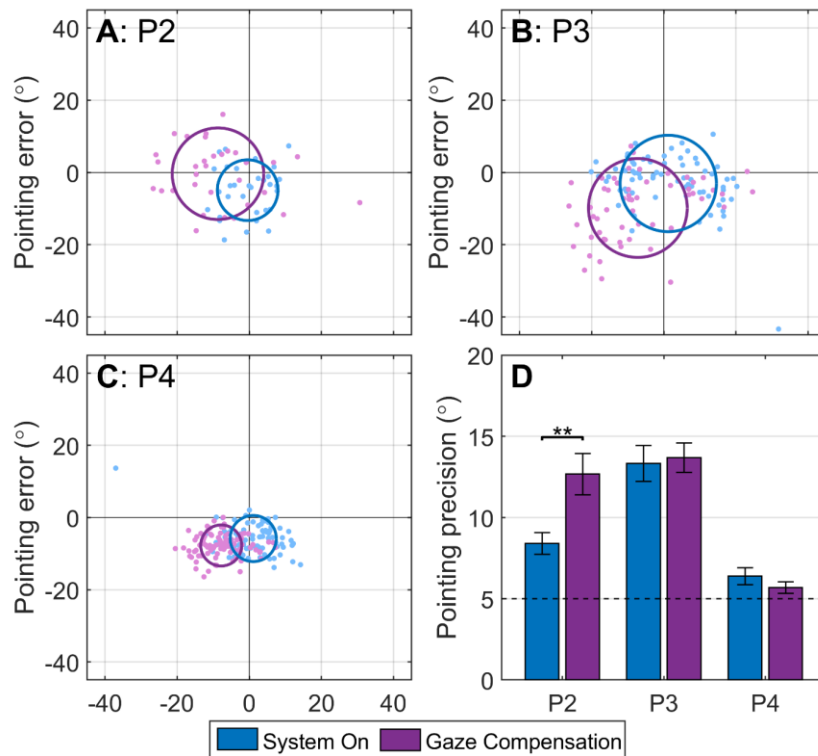 A: P2
B: P3
40
20
0
-20
-40
Pointing error (°)
40
20
0
-20
-40
Pointing error (°)
C: P4
D
40
20
0
-20
-40
Pointing error (°)
-40 -20 0 20 40
20
15
10
5
0
Pointing precision (°)
**
P2 P3 P4
System On Gaze Compensation